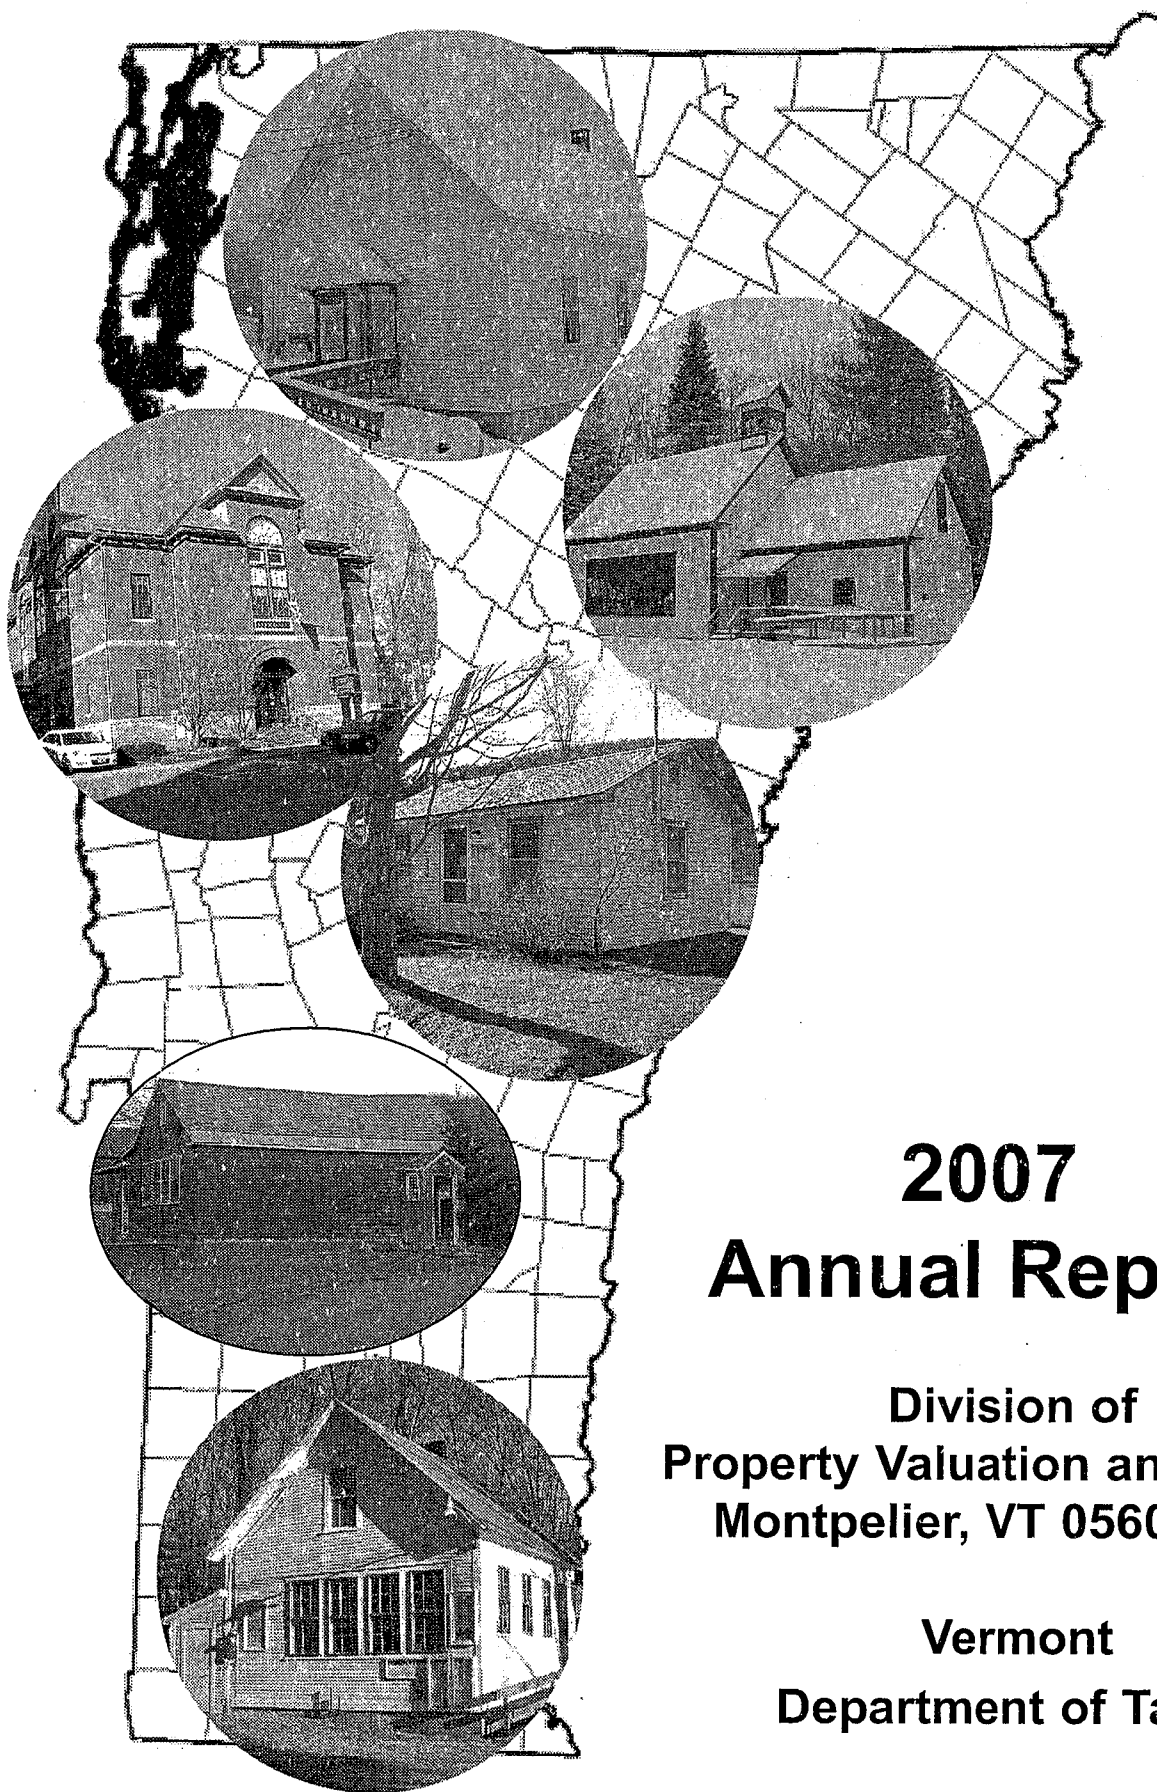 2007
Annual Rep
Division of
Property Valuation an
Montpelier, VT 0560
Vermont
Department of Ta